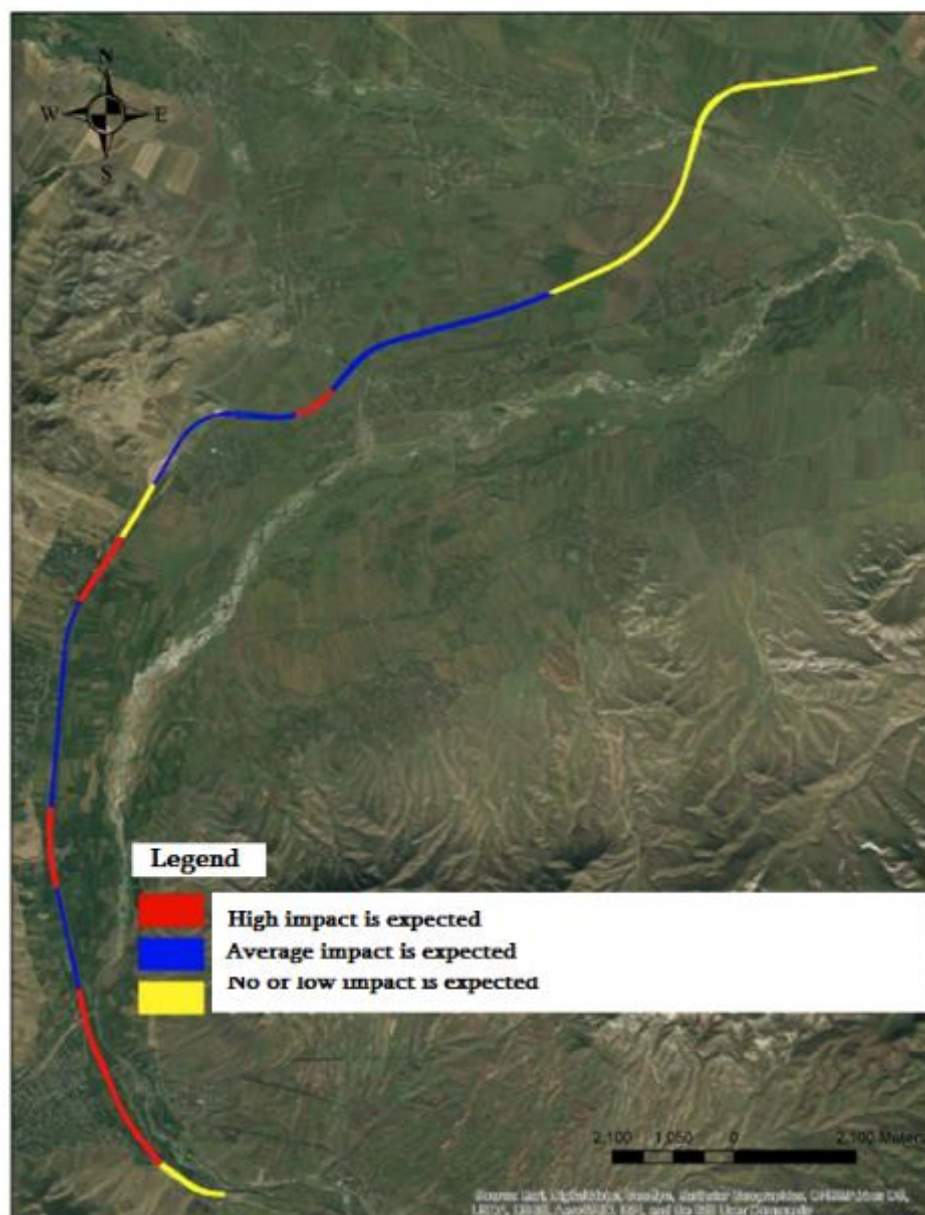 N
W E
S
Legend
High impact is expected
Average impact is expected
No or low impact is expected
2,100 1,050 0 2,100 Meters